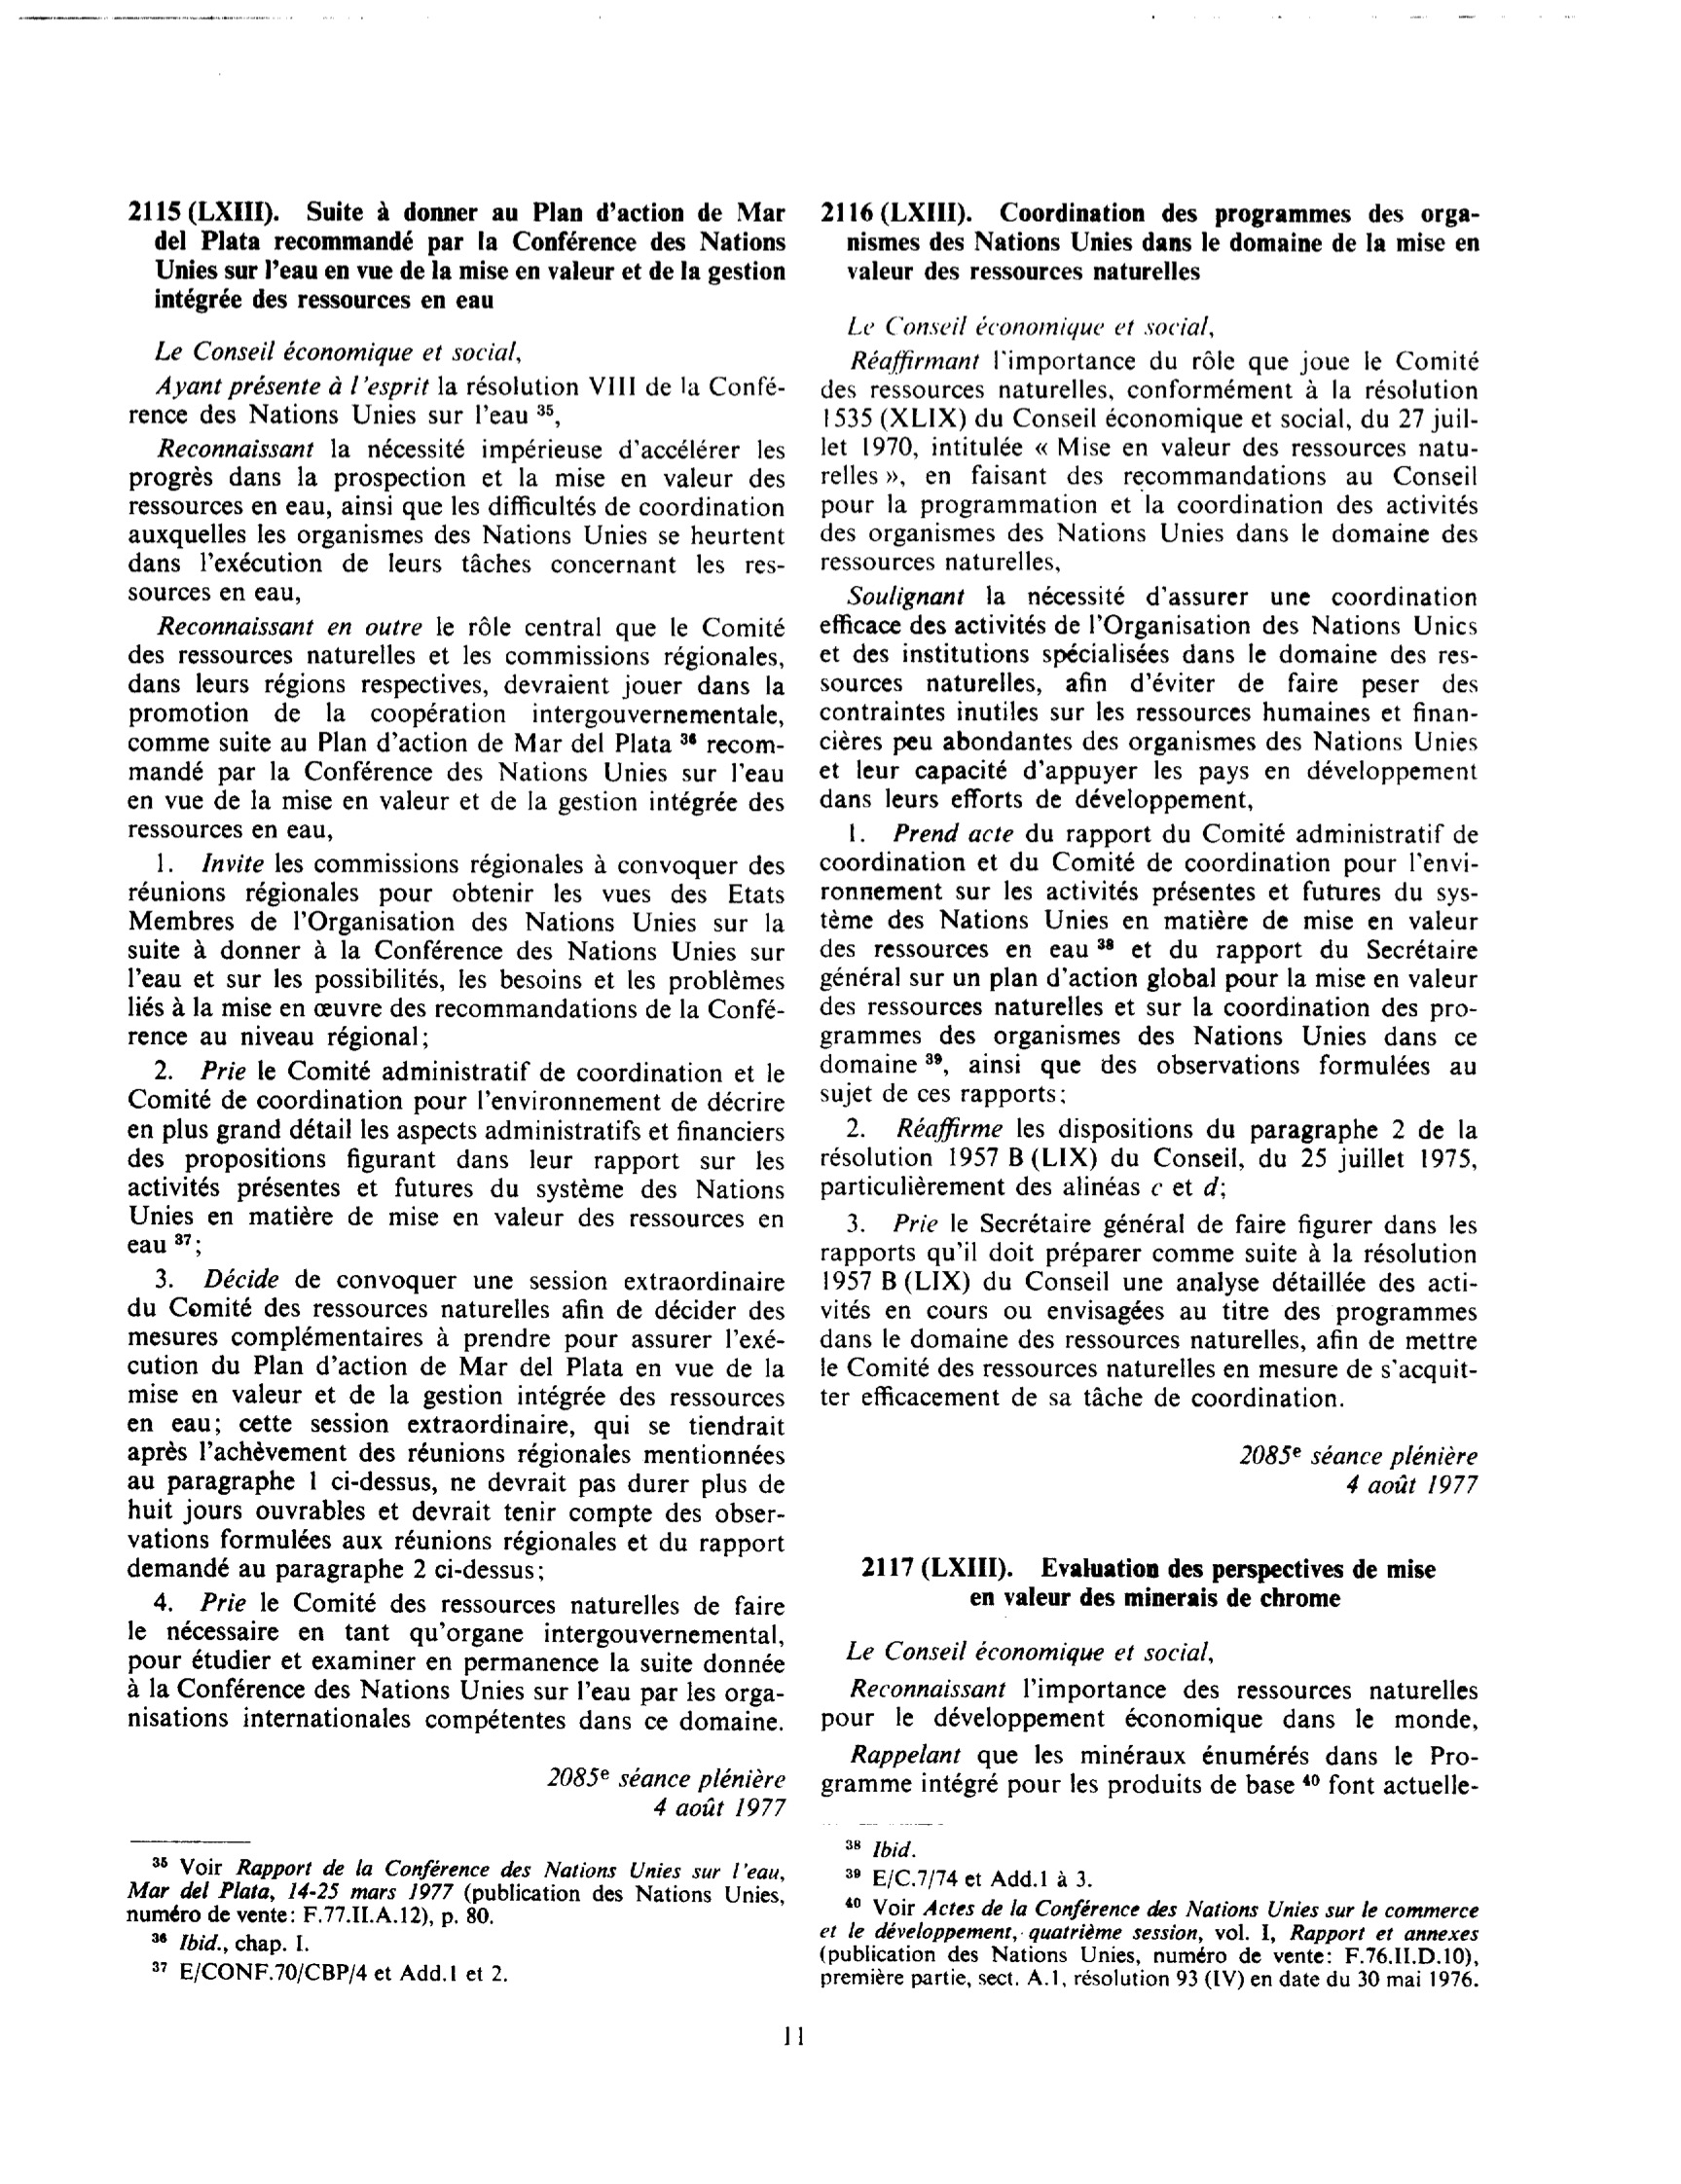 2115 (LXIII). Suite à donner au Plan d'action de Mar
del Plata recommandé par la Conférence des Nations
Unies sur l'eau en vue de la mise en valeur et de la gestion
intégrée des ressources en eau
Le Conseil économique et social,
Ayant présente à l'esprit la résolution VIII de la Confé-
rence des Nations Unies sur l'eau 35,
Reconnaissant la nécessité impérieuse d'accélérer les
progrès dans la prospection et la mise en valeur des
ressources en eau, ainsi que les difficultés de coordination
auxquelles les organismes des Nations Unies se heurtent
dans l'exécution de leurs tâches concernant les res-
sources en eau,
Reconnaissant en outre le rôle central que le Comité
des ressources naturelles et les commissions régionales,
dans leurs régions respectives, devraient jouer dans la
promotion de la coopération intergouvernementale,
comme suite au Plan d'action de Mar del Plata 36 recom-
mandé par la Conférence des Nations Unies sur l'eau
en vue de la mise en valeur et de la gestion intégrée des
ressources en eau,
1. Invite les commissions régionales à convoquer des
réunions régionales pour obtenir les vues des Etats
Membres de l'Organisation des Nations Unies sur la
suite à donner à la Conférence des Nations Unies sur
l'eau et sur les possibilités, les besoins et les problèmes
liés à la mise en œuvre des recommandations de la Confé-
rence au niveau régional;
2. Prie le Comité administratif de coordination et le
Comité de coordination pour l'environnement de décrire
en plus grand détail les aspects administratifs et financiers
des propositions figurant dans leur rapport sur les
activités présentes et futures du système des Nations
Unies en matière de mise en valeur des ressources en
eau 37;
3. Décide de convoquer une session extraordinaire
du Comité des ressources naturelles afin de décider des
mesures complémentaires à prendre pour assurer l'exé-
cution du Plan d'action de Mar del Plata en vue de la
mise en valeur et de la gestion intégrée des ressources
en eau; cette session extraordinaire, qui se tiendrait
après l'achèvement des réunions régionales mentionnées
au paragraphe 1 ci-dessus, ne devrait pas durer plus de
huit jours ouvrables et devrait tenir compte des obser-
vations formulées aux réunions régionales et du rapport
demandé au paragraphe 2 ci-dessus;
4. Prie le Comité des ressources naturelles de faire
le nécessaire en tant qu'organe intergouvernemental,
pour étudier et examiner en permanence la suite donnée
à la Conférence des Nations Unies sur l'eau par les orga-
nisations internationales compétentes dans ce domaine.
2085e séance plénière
4 août 1977
35 Voir Rapport de la Conférence des Nations Unies sur l'eau,
Mar del Plata, 14-25 mars 1977 (publication des Nations Unies,
numéro de vente: F.77.II.A.12), p. 80.
36 Ibid., chap. I.
37 E/CONF.70/CBP/4 et Add.1 et 2.
2116 (LXIII). Coordination des programmes des orga-
nismes des Nations Unies dans le domaine de la mise en
valeur des ressources naturelles
Le Conseil économique et social,
Réaffirmant l'importance du rôle que joue le Comité
des ressources naturelles, conformément à la résolution
1535 (XLIX) du Conseil économique et social, du 27 juil-
let 1970, intitulée « Mise en valeur des ressources natu-
relles », en faisant des recommandations au Conseil
pour la programmation et la coordination des activités
des organismes des Nations Unies dans le domaine des
ressources naturelles,
Soulignant la nécessité d'assurer une coordination
efficace des activités de l'Organisation des Nations Unies
et des institutions spécialisées dans le domaine des res-
sources naturelles, afin d'éviter de faire peser des
contraintes inutiles sur les ressources humaines et finan-
cières peu abondantes des organismes des Nations Unies
et leur capacité d'appuyer les pays en développement
dans leurs efforts de développement,
1. Prend acte du rapport du Comité administratif de
coordination et du Comité de coordination pour l'envi-
ronnement sur les activités présentes et futures du sys-
tème des Nations Unies en matière de mise en valeur
des ressources en eau 38 et du rapport du Secrétaire
général sur un plan d'action global pour la mise en valeur
des ressources naturelles et sur la coordination des pro-
grammes des organismes des Nations Unies dans ce
domaine 39, ainsi que des observations formulées au
sujet de ces rapports;
2. Réaffirme les dispositions du paragraphe 2 de la
résolution 1957 B (LIX) du Conseil, du 25 juillet 1975,
particulièrement des alinéas c et d;
3. Prie le Secrétaire général de faire figurer dans les
rapports qu'il doit préparer comme suite à la résolution
1957 B (LIX) du Conseil une analyse détaillée des acti-
vités en cours ou envisagées au titre des programmes
dans le domaine des ressources naturelles, afin de mettre
le Comité des ressources naturelles en mesure de s'acquit-
ter efficacement de sa tâche de coordination.
2085e séance plénière
4 août 1977
2117 (LXIII). Evaluation des perspectives de mise
en valeur des minerais de chrome
Le Conseil économique et social,
Reconnaissant l'importance des ressources naturelles
pour le développement économique dans le monde,
Rappelant que les minéraux énumérés dans le Pro-
gramme intégré pour les produits de base 40 font actuelle-
38 Ibid.
39 E/C.7/74 et Add.1 à 3.
40 Voir Actes de la Conférence des Nations Unies sur le commerce
et le développement, quatrième session, vol. I, Rapport et annexes
(publication des Nations Unies, numéro de vente: F.76.II.D.10),
première partie, sect. A.1, résolution 93 (IV) en date du 30 mai 1976.
11